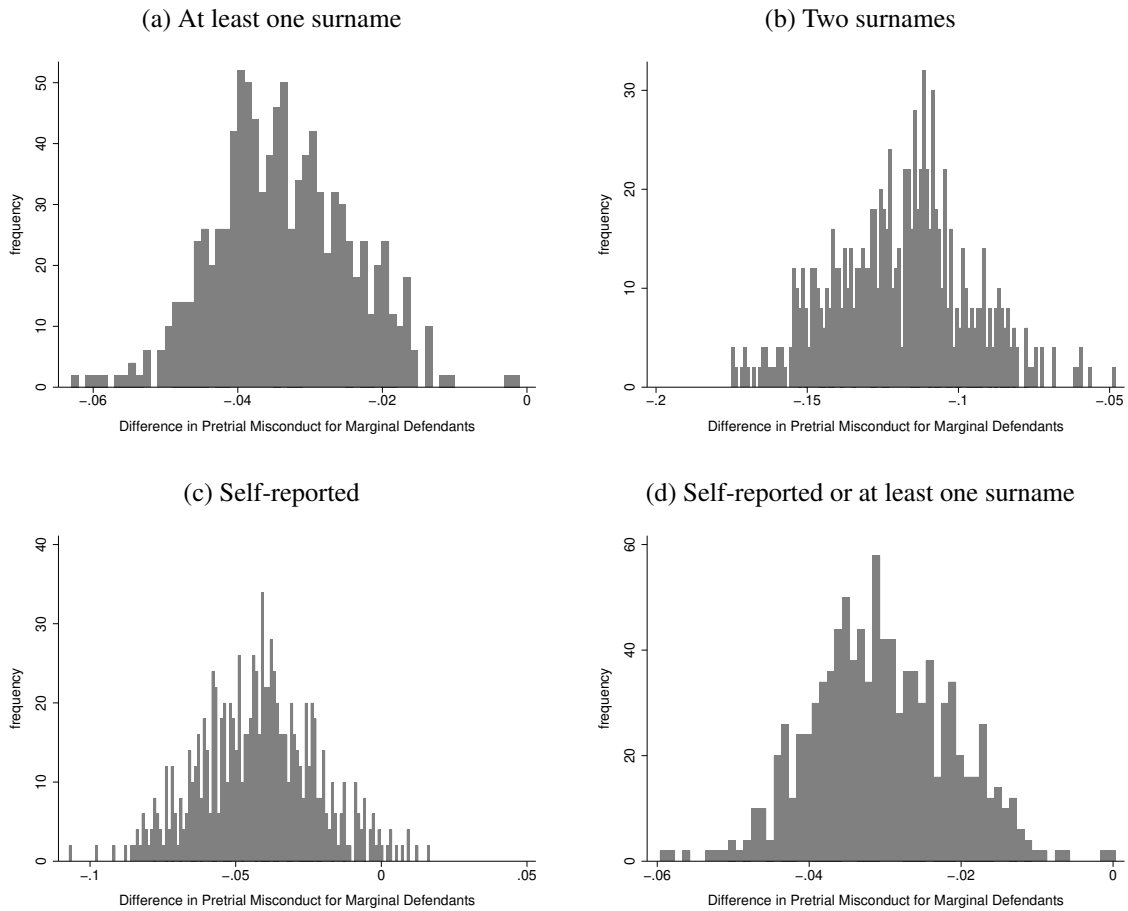 (a) At least one surname
(b) Two surnames
50
40
30
20
10
0
frequency
−.06
−.04
−.02
0
Difference in Pretrial Misconduct for Marginal Defendants
30
20
10
0
frequency
−.2
−.15
−.1
−.05
Difference in Pretrial Misconduct for Marginal Defendants
(c) Self-reported
(d) Self-reported or at least one surname
40
30
20
10
0
frequency
−.1
−.05
0
.05
Difference in Pretrial Misconduct for Marginal Defendants
60
40
20
0
frequency
−.06
−.04
−.02
0
Difference in Pretrial Misconduct for Marginal Defendants